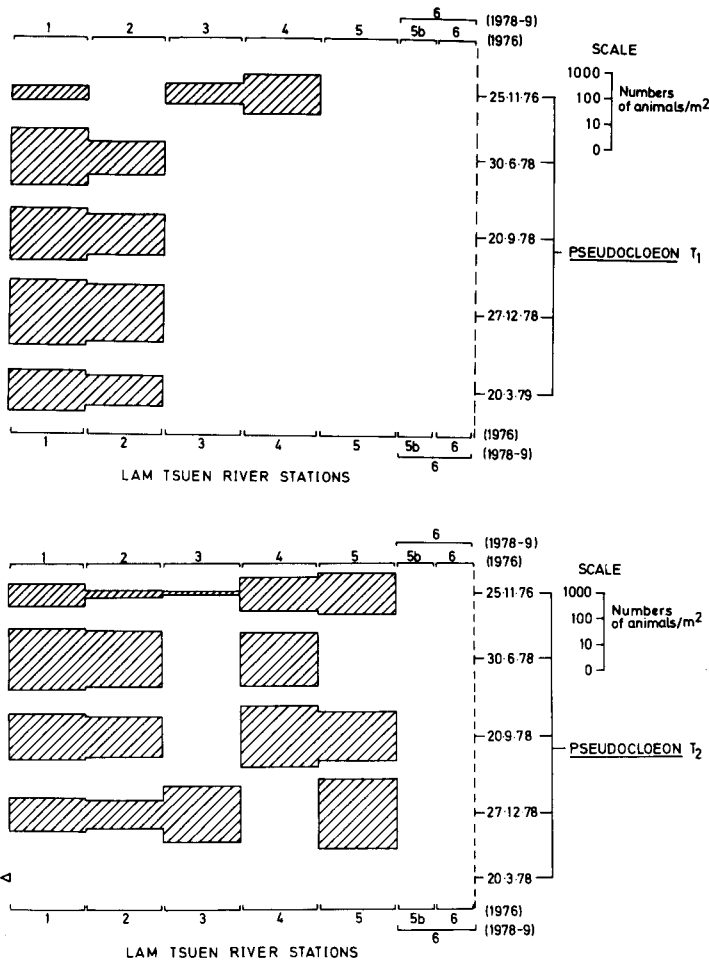 6 (1978-9)
1 2 3 4 5 5b 6 (1976)
SCALE
1000
100
10
0
Numbers
of animals/m²
25·11·76
30·6·78
20·9·78
PSEUDOCLOEON T₁
27·12·78
20·3·79
1 2 3 4 5 5b 6 (1976)
6 (1978-9)
LAM TSUEN RIVER STATIONS
6 (1978-9)
1 2 3 4 5 5b 6 (1976)
SCALE
1000
100
10
0
Numbers
of animals/m²
25·11·76
30·6·78
20·9·78
PSEUDOCLOEON T₂
27·12·78
20·3·78
1 2 3 4 5 5b 6 (1976)
6 (1978-9)
LAM TSUEN RIVER STATIONS